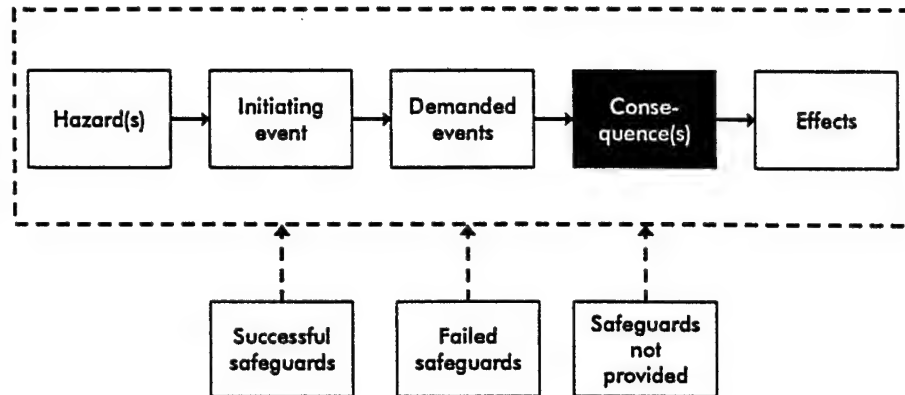 Hazard(s)
Initiating
event
Demanded
events
Conse-
quence(s)
Effects
Successful
safeguards
Failed
safeguards
Safeguards
not
provided